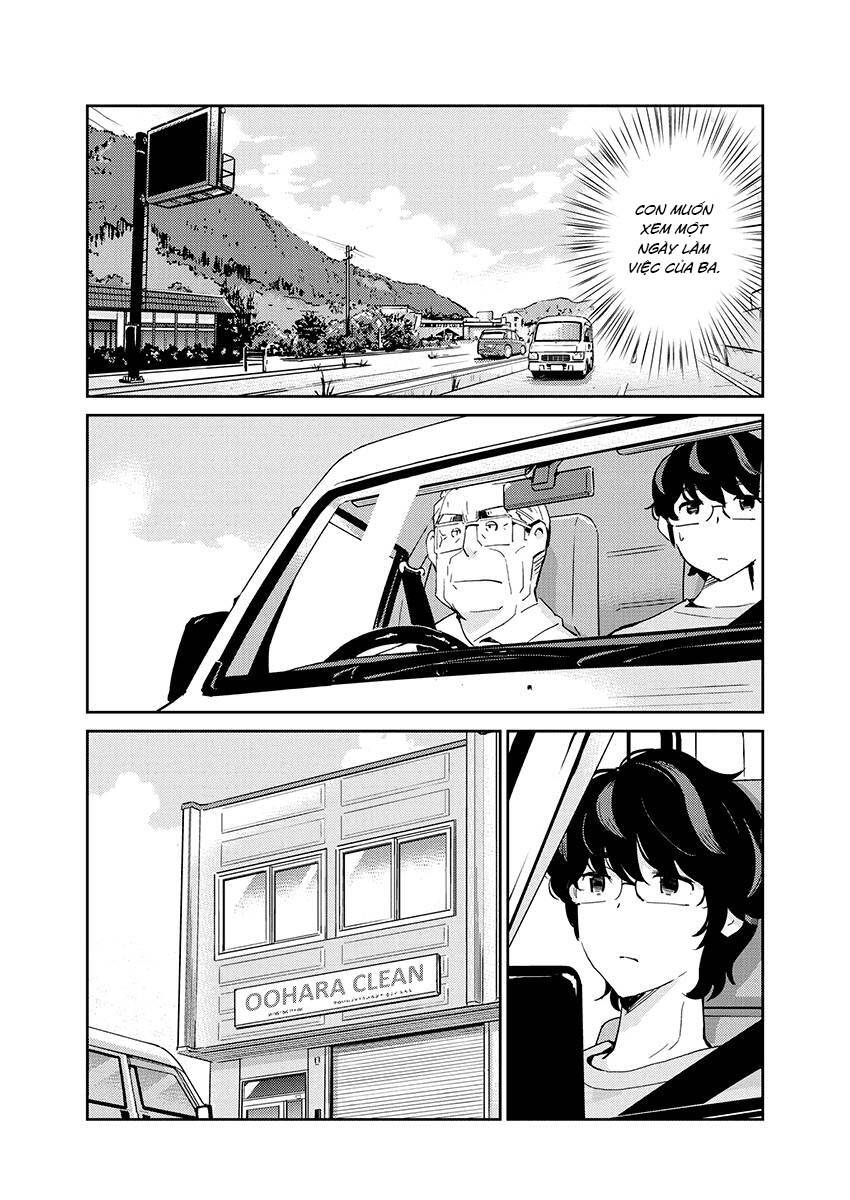 CON MUỐN
XEM MỘT
NGÀY LÀM
VIỆC CỦA BA.
OOHARA CLEAN